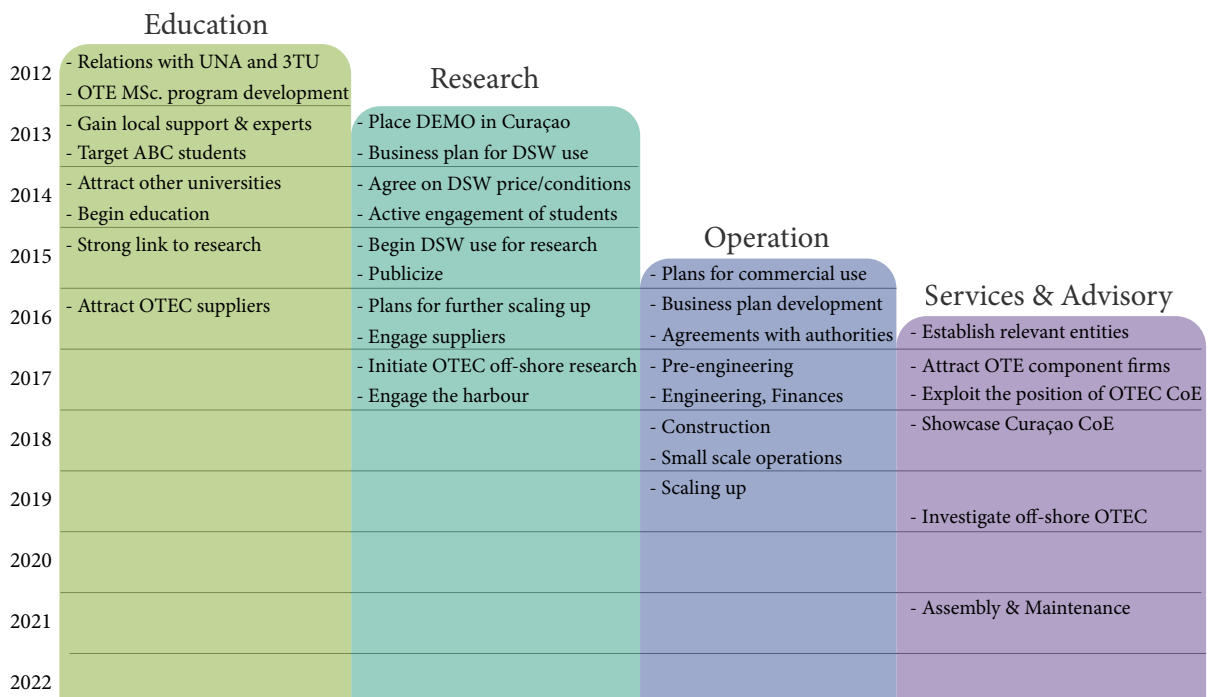 Education
- Relations with UNA and 3TU
- OTE MSc. program development
- Gain local support & experts
- Target ABC students
- Attract other universities
- Begin education
- Strong link to research
- Attract OTEC suppliers
Research
- Place DEMO in Curaçao
- Business plan for DSW use
- Agree on DSW price/conditions
- Active engagement of students
- Begin DSW use for research
- Publicize
- Plans for further scaling up
- Engage suppliers
- Initiate OTEC off-shore research
- Engage the harbour
Operation
- Plans for commercial use
- Business plan development
- Agreements with authorities
- Pre-engineering
- Engineering, Finances
- Construction
- Small scale operations
- Scaling up
Services & Advisory
- Establish relevant entities
- Attract OTE component firms
- Exploit the position of OTEC CoE
- Showcase Curaçao CoE
- Investigate off-shore OTEC
- Assembly & Maintenance
2012
2013
2014
2015
2016
2017
2018
2019
2020
2021
2022